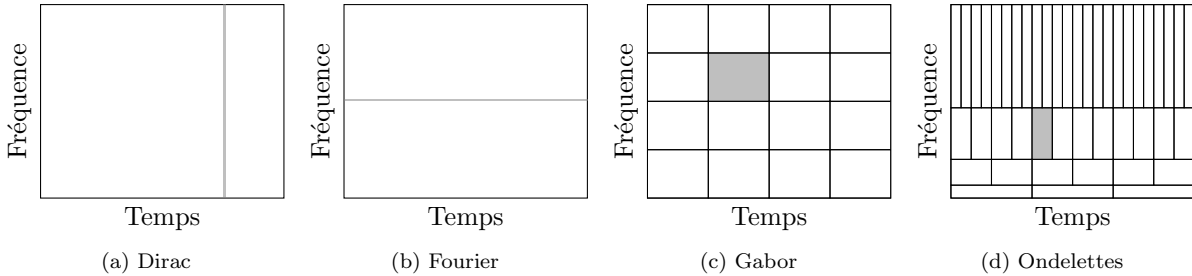 Fréquence
Temps
(a) Dirac
Fréquence
Temps
(b) Fourier
Fréquence
Temps
(c) Gabor
Fréquence
Temps
(d) Ondelettes